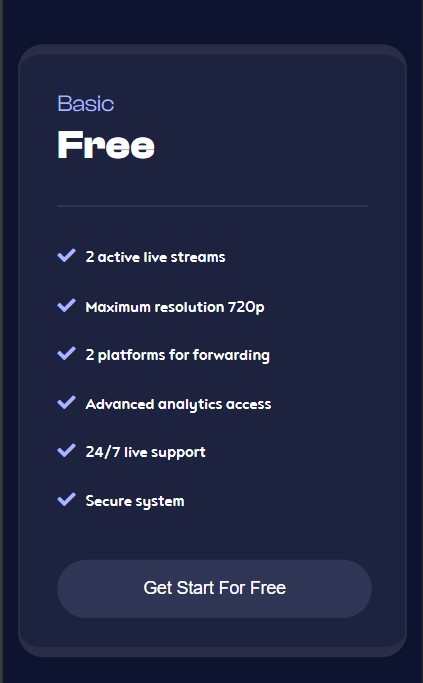 Basic
Free
2 active live streams
Maximum resolution 720p
2 platforms for forwarding
Advanced analytics access
24/7 live support
Secure system
Get Start For Free